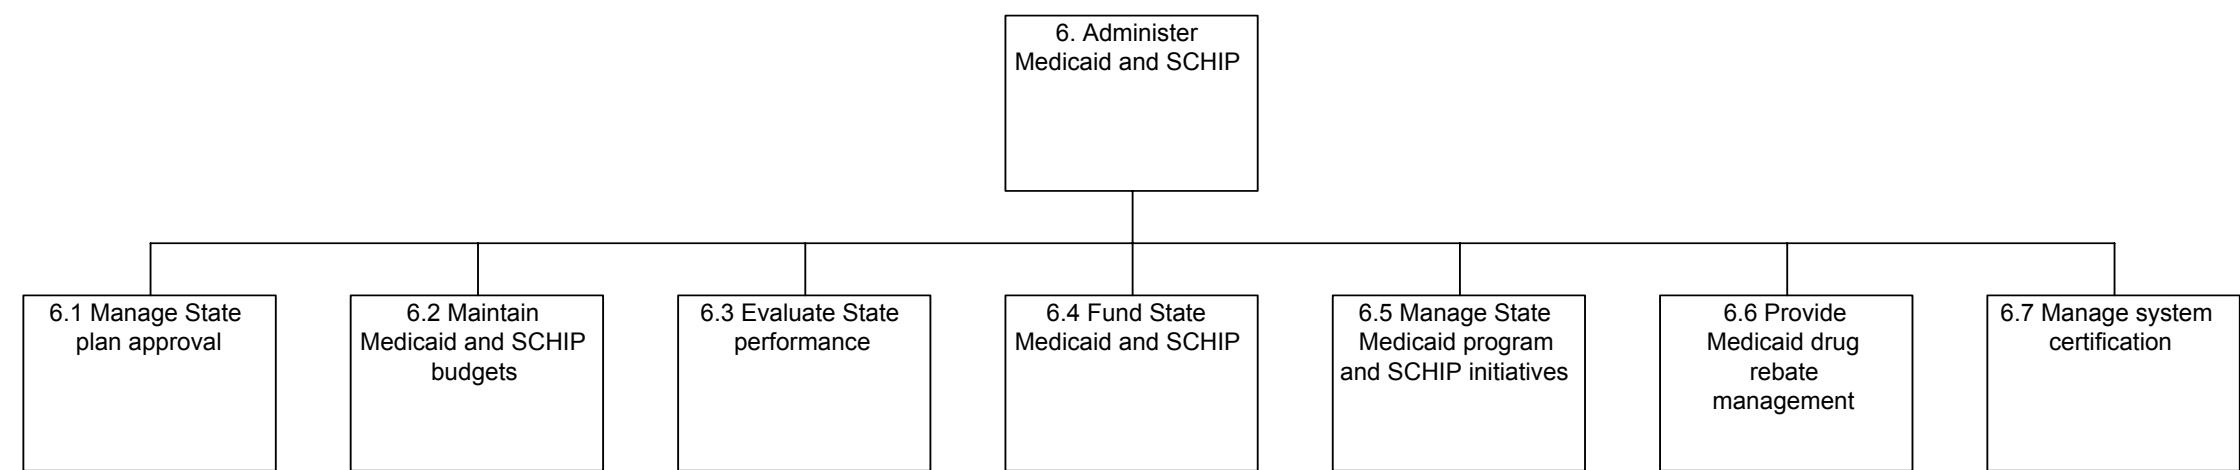 6. Administer
Medicaid and SCHIP
6.1 Manage State
plan approval
6.2 Maintain
Medicaid and SCHIP
budgets
6.3 Evaluate State
performance
6.4 Fund State
Medicaid and SCHIP
6.5 Manage State
Medicaid program
and SCHIP initiatives
6.6 Provide
Medicaid drug
rebate
management
6.7 Manage system
certification